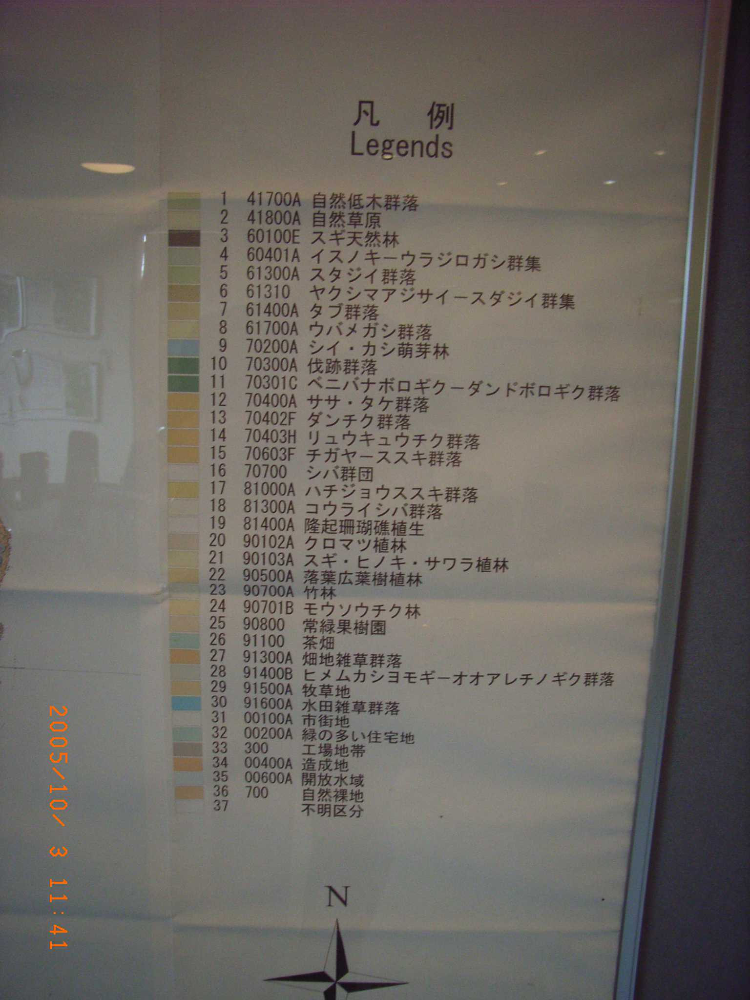 凡 例
Legends
1 41700A 自然低木群落
2 41800A 自然草原
3 60100E スギ天然林
4 60401A イスノキーウラジロガシ群集
5 61300A スタジイ群落
6 61310 ヤクシマアジサイースダジイ群集
7 61400A タブ群落
8 61700A ウバメガシ群落
9 70200A シイ・カシ萌芽林
10 70300A 伐跡群落
11 70301C ベニバナボロギクーダンドボロギク群落
12 70400A ササ・タケ群落
13 70402F ダンチク群落
14 70403H リュウキュウチク群落
15 70603F チガヤーススキ群落
16 70700 シバ群団
17 81000A ハチジョウススキ群落
18 81300A コウライシバ群落
19 81400A 隆起珊瑚礁植生
20 90102A クロマツ植林
21 90103A スギ・ヒノキ・サワラ植林
22 90500A 落葉広葉樹植林
23 90700A 竹林
24 90701B モウソウチク林
25 90800 常緑果樹園
26 91100 茶畑
27 91300A 畑地雑草群落
28 91400B ヒメムカシヨモギーオオアレチノギク群落
29 91500A 牧草地
30 91600A 水田雑草群落
31 00100A 市街地
32 00200A 緑の多い住宅地
33 300 工場地帯
34 00400A 造成地
35 00600A 開放水域
36 700 自然裸地
37 不明区分
N
2005/10/ 3 11:41